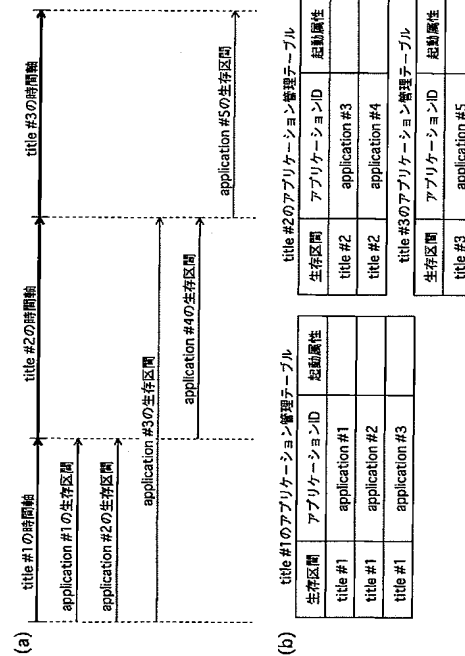 (a)
title #1の時間軸
title #2の時間軸
title #3の時間軸
application #1の生存区間
application #2の生存区間
application #3の生存区間
application #4の生存区間
application #5の生存区間
(b)
title #1のアプリケーション管理テーブル
生存区間 アプリケーションID 起動属性
title #1 application #1
title #1 application #2
title #1 application #3
title #2のアプリケーション管理テーブル
生存区間 アプリケーションID 起動属性
title #2 application #3
title #2 application #4
title #3のアプリケーション管理テーブル
生存区間 アプリケーションID 起動属性
title #3 application #5